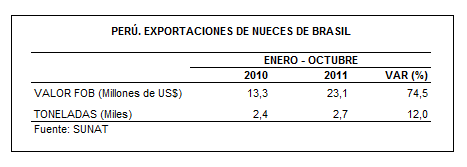 PERÚ. EXPORTACIONES DE NUECES DE BRASIL
ENERO - OCTUBRE
2010 2011 VAR (%)
VALOR FOB (Millones de US$) 13,3 23,1 74,5
TONELADAS (Miles) 2,4 2,7 12,0
Fuente: SUNAT